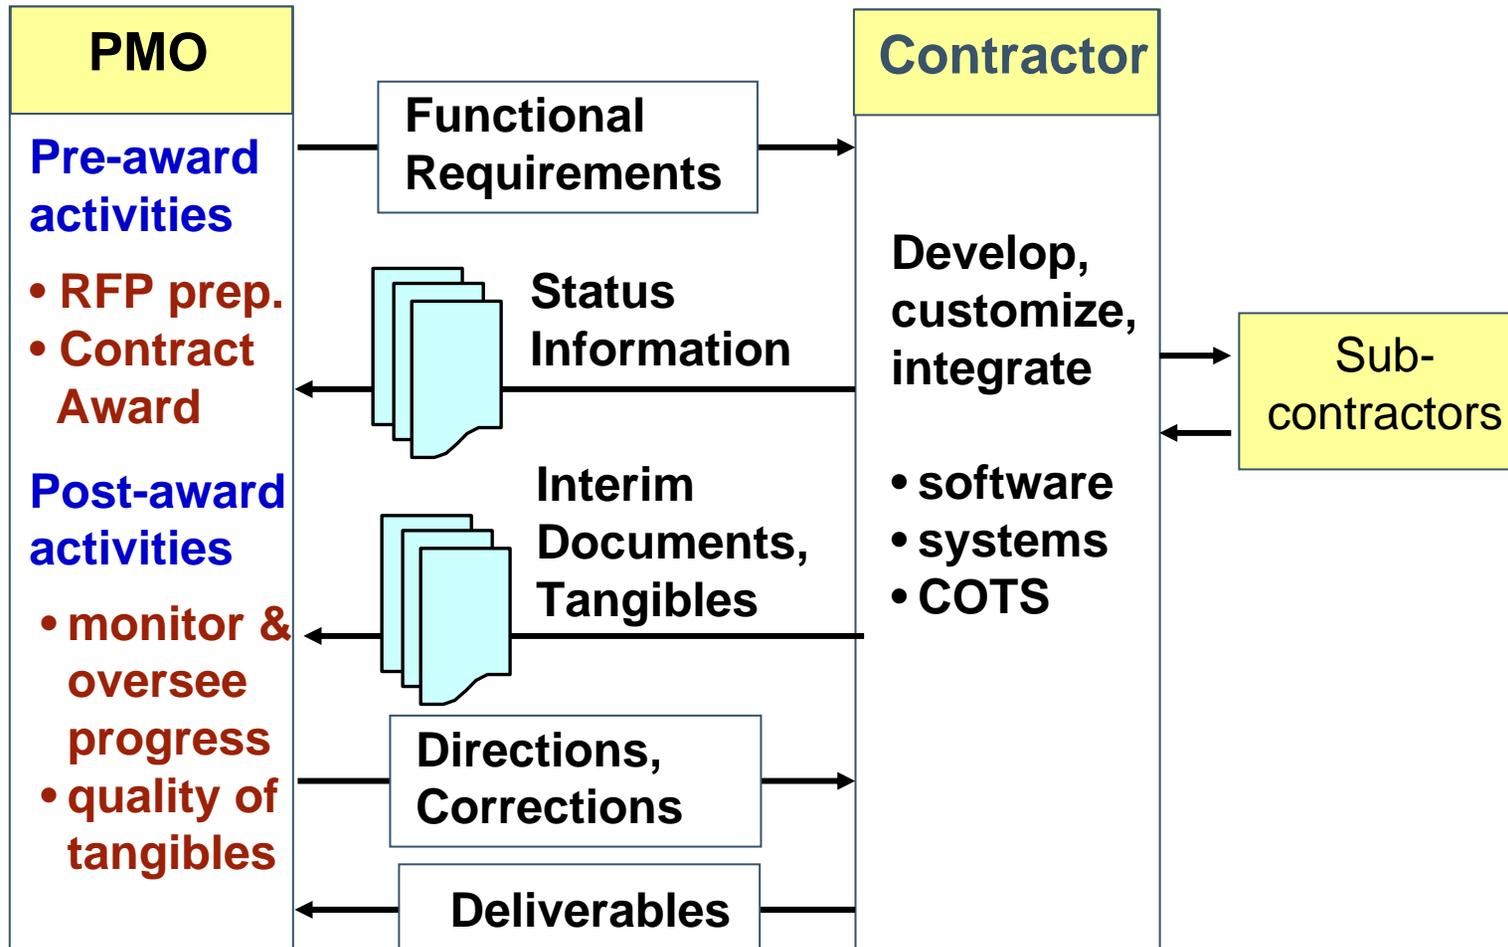 PMO
Pre-award
activities
• RFP prep.
• Contract
Award
Post-award
activities
• monitor &
oversee
progress
• quality of
tangibles
Functional
Requirements
Status
Information
Interim
Documents,
Tangibles
Directions,
Corrections
Deliverables
Contractor
Develop,
customize,
integrate
• software
• systems
• COTS
Sub-
contractors